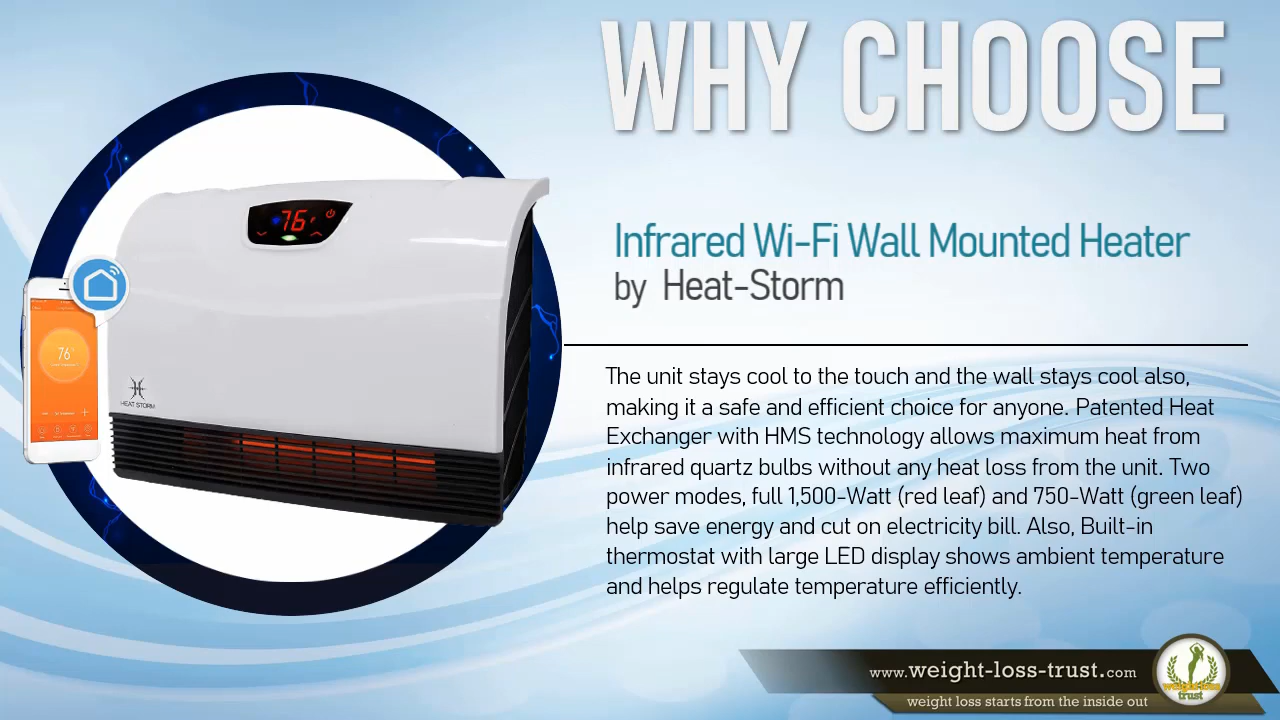 WHY CHOOSE
Infrared Wi-Fi Wall Mounted Heater
by Heat-Storm
76
76
HEAT STORM
The unit stays cool to the touch and the wall stays cool also,
making it a safe and efficient choice for anyone. Patented Heat
Exchanger with HMS technology allows maximum heat from
infrared quartz bulbs without any heat loss from the unit. Two
power modes, full 1,500-Watt (red leaf) and 750-Watt (green leaf)
help save energy and cut on electricity bill. Also, Built-in
thermostat with large LED display shows ambient temperature
and helps regulate temperature efficiently.
www.weight-loss-trust.com
weight loss starts from the inside out
weight loss
trust